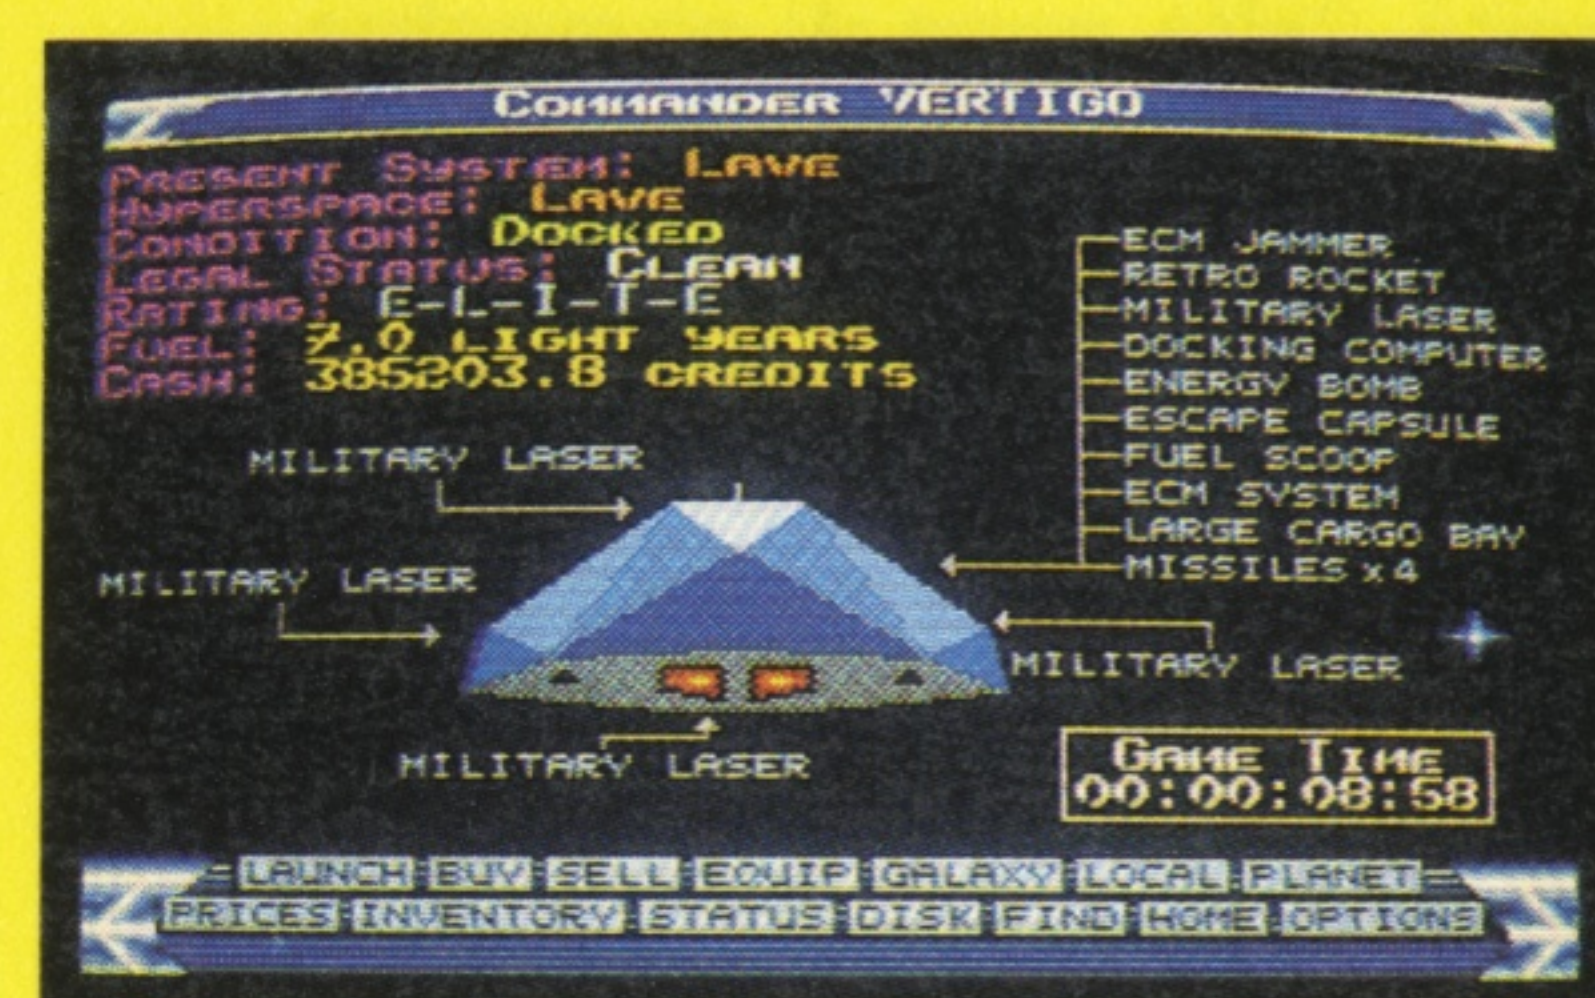 COMMANDER VERTIGO
PRESENT SYSTEM: LAVE
HYPERSPACE: LAVE
CONDITION: DOCKED
LEGAL STATUS: CLEAN
RATING: E-L-I-T-E
FUEL: 7.0 LIGHT YEARS
CASH: 385203.8 CREDITS
ECM JAMMER
RETRO ROCKET
MILITARY LASER
DOCKING COMPUTER
ENERGY BOMB
ESCAPE CAPSULE
FUEL SCOOP
ECM SYSTEM
LARGE CARGO BAY
MISSILES x 4
MILITARY LASER
MILITARY LASER
MILITARY LASER
MILITARY LASER
GAME TIME
00:00:08:58
LAUNCH BUY SELL EQUIP GALAXY LOCAL PLANET
PRICES INVENTORY STATUS DISK FIND HOME OPTIONS